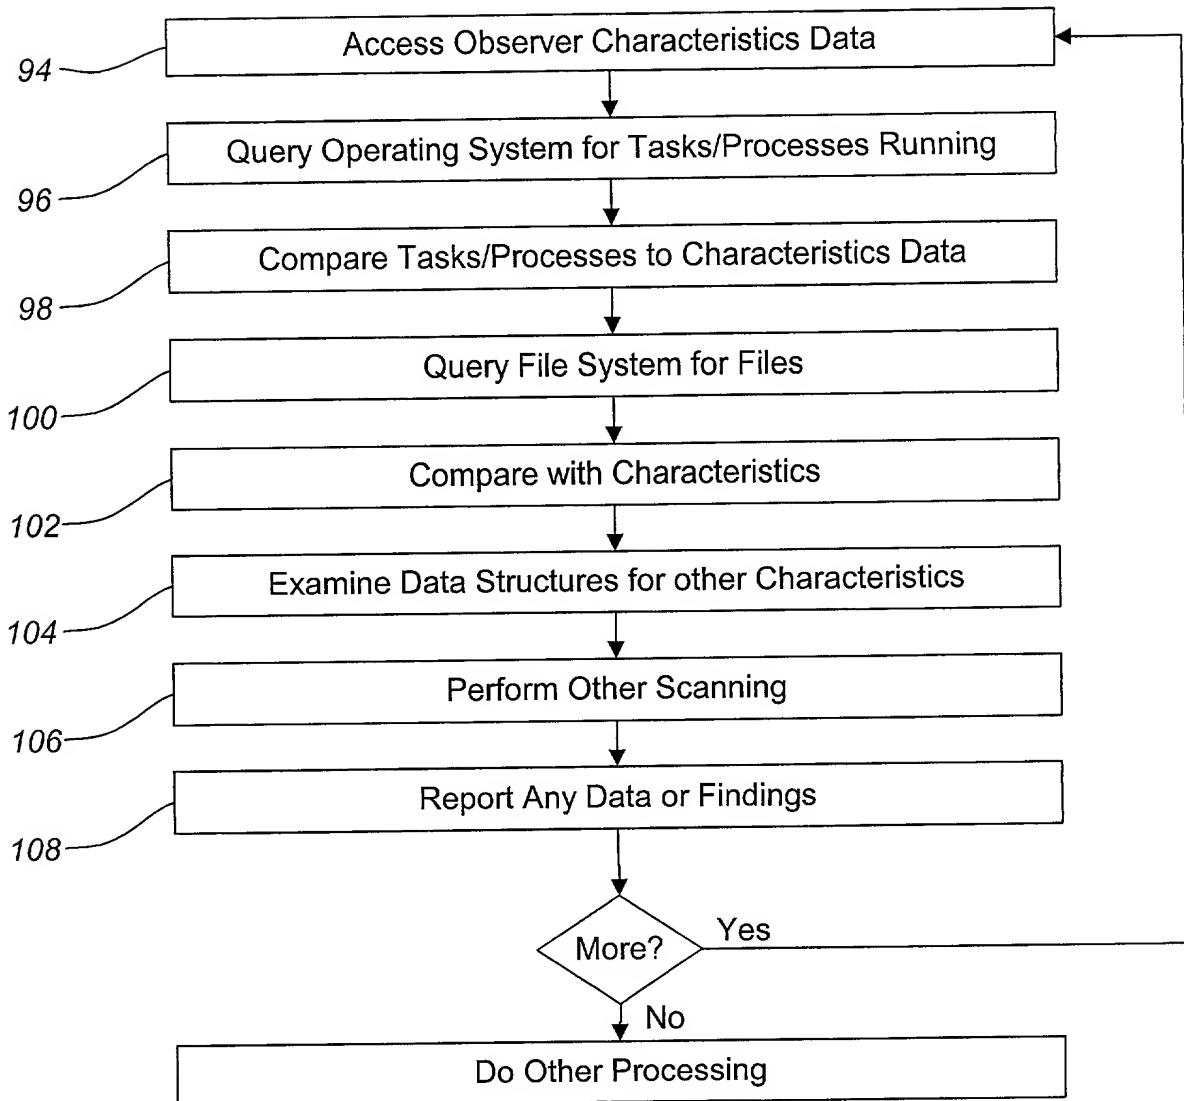 Access Observer Characteristics Data
94
Query Operating System for Tasks/Processes Running
96
Compare Tasks/Processes to Characteristics Data
98
Query File System for Files
100
Compare with Characteristics
102
Examine Data Structures for other Characteristics
104
Perform Other Scanning
106
Report Any Data or Findings
108
More?
Yes
No
Do Other Processing